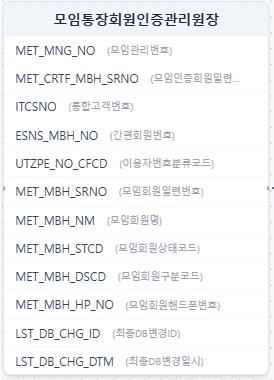 모임통장회원인증관리원장
MET_MNG_NO (모임관리번호)
MET_CRTF_MBH_SRNO (모임인증회원일련...
ITCSNO (통합고객번호)
ESNS_MBH_NO (간편회원번호)
UTZPE_NO_CFCD (이용자번호분류코드)
MET_MBH_SRNO (모임회원일련번호)
MET_MBH_NM (모임회원명)
MET_MBH_STCD (모임회원상태코드)
MET_MBH_DSCD (모임회원구분코드)
MET_MBH_HP_NO (모임회원핸드폰번호)
LST_DB_CHG_ID (최종DB변경ID)
LST_DB_CHG_DTM (최종DB변경일시)